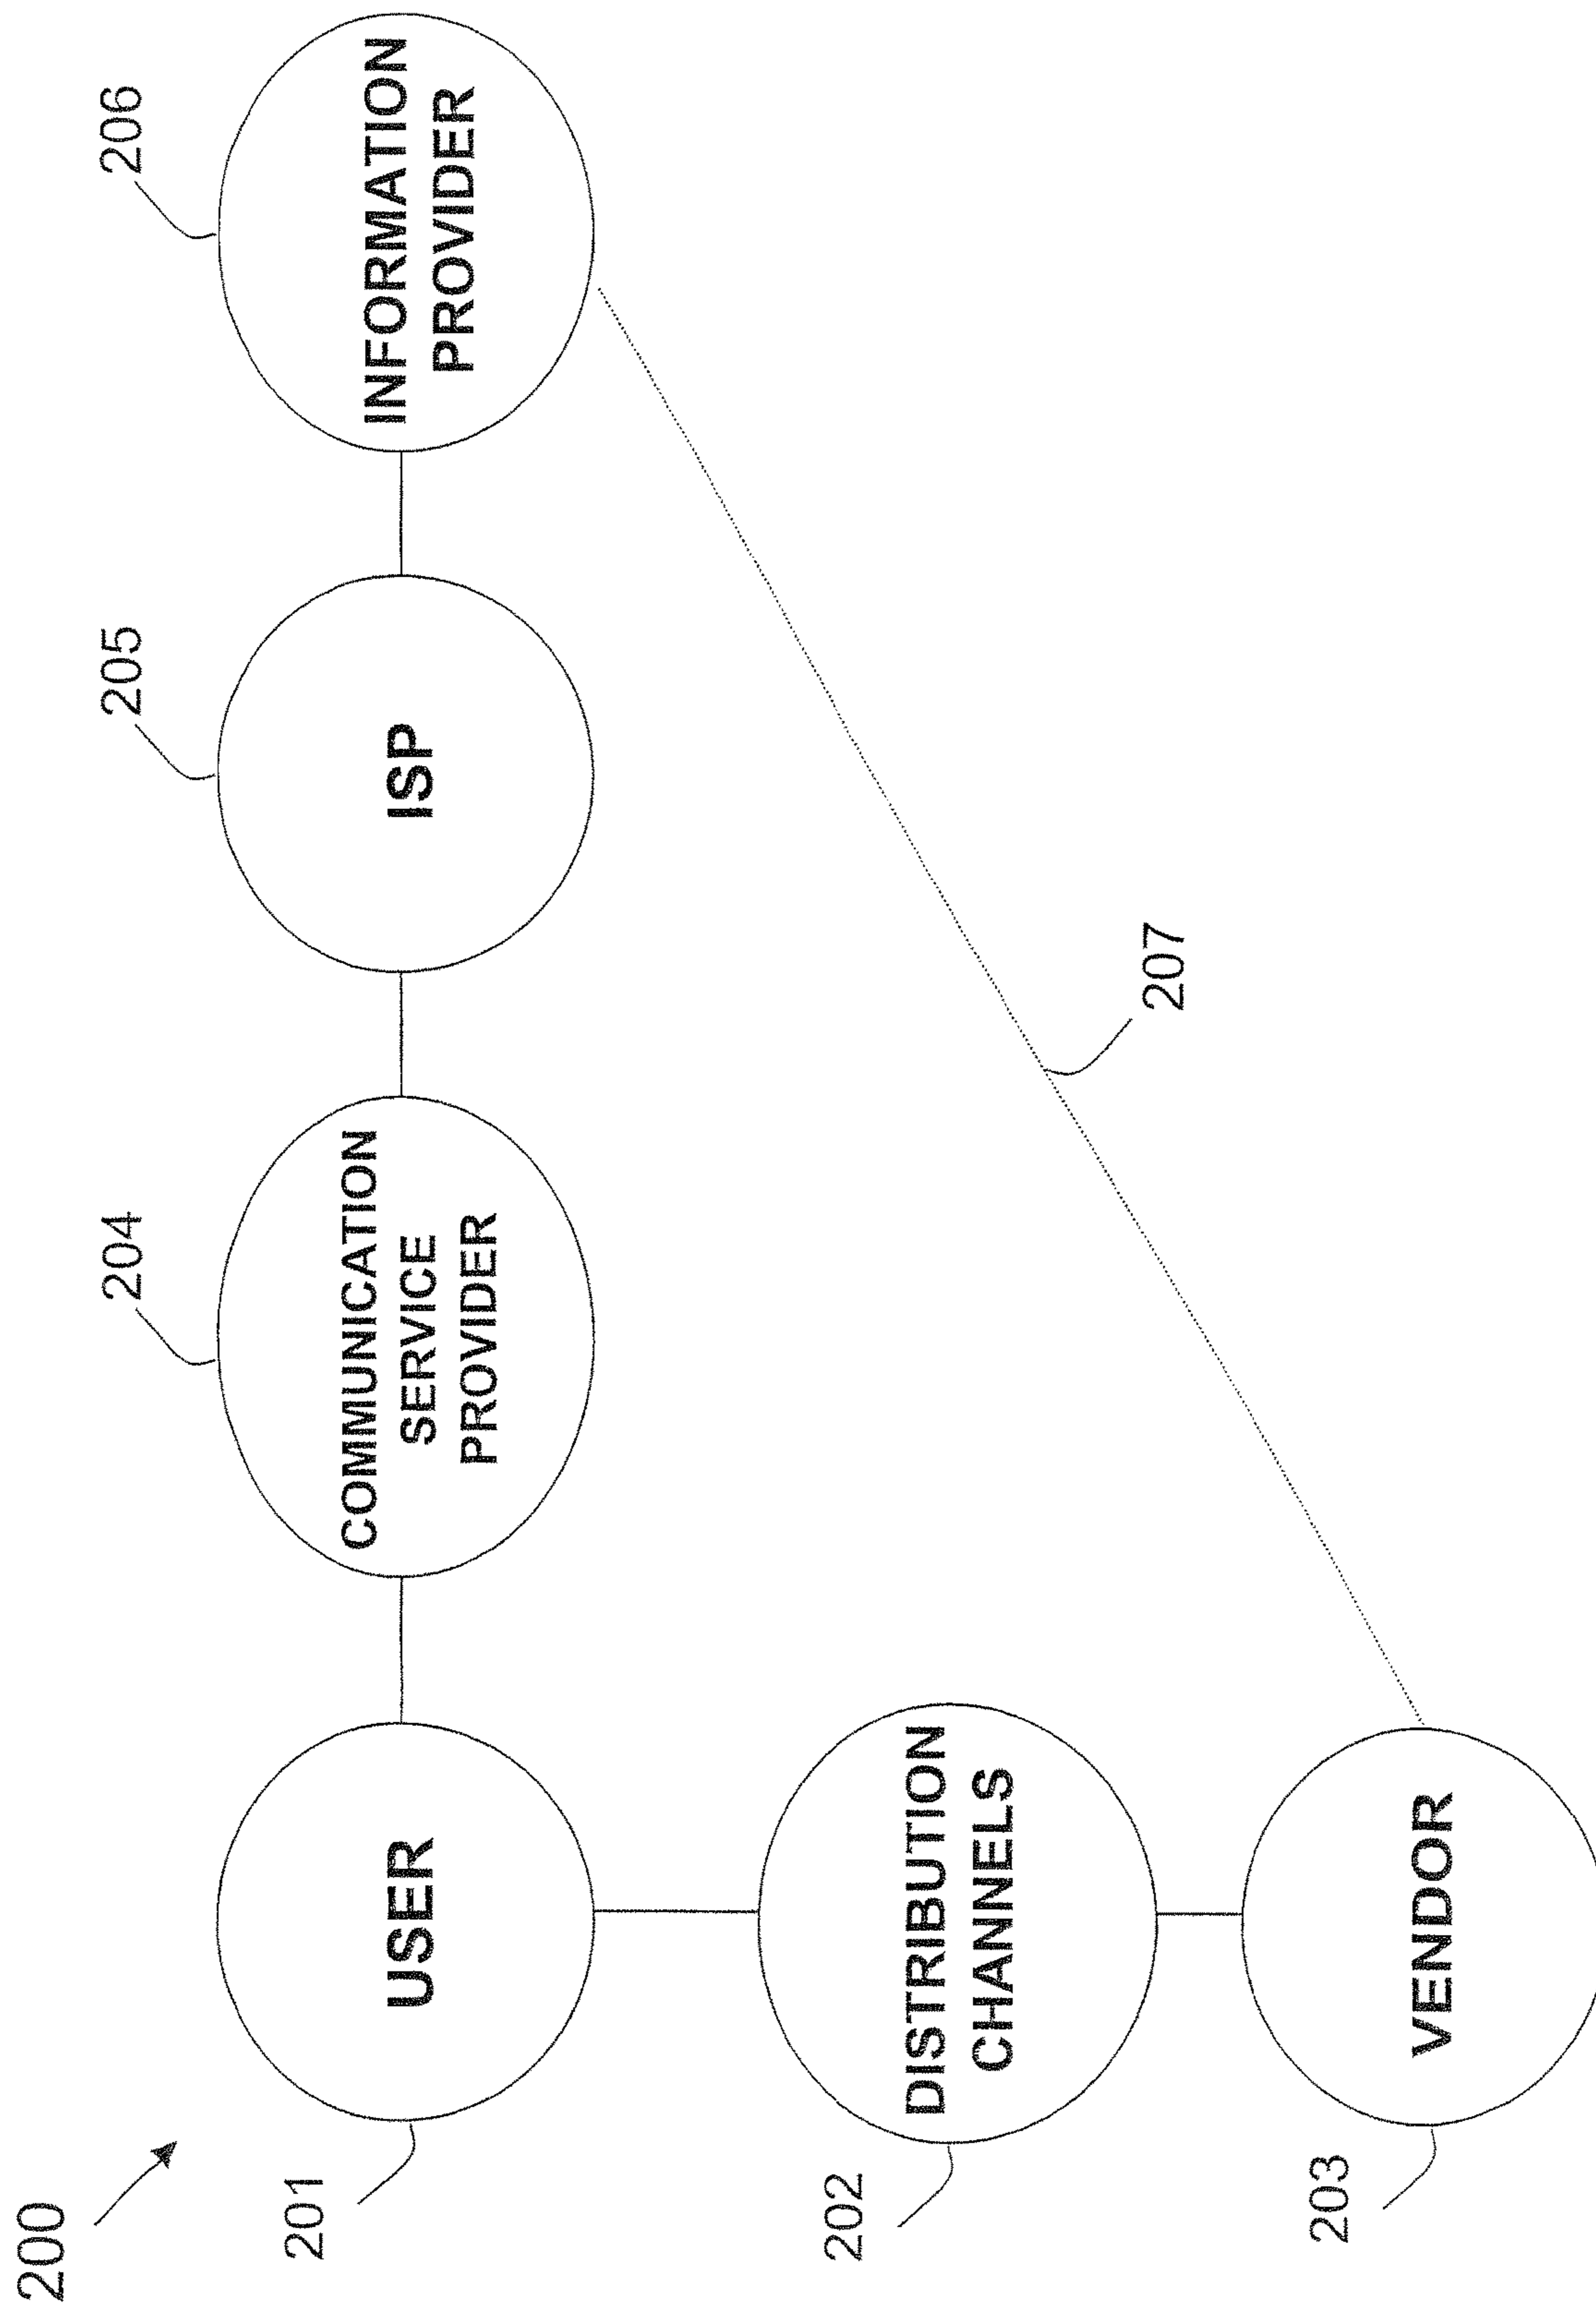 200
201
USER
204
COMMUNICATION
SERVICE
PROVIDER
205
ISP
206
INFORMATION
PROVIDER
202
DISTRIBUTION
CHANNELS
207
203
VENDOR